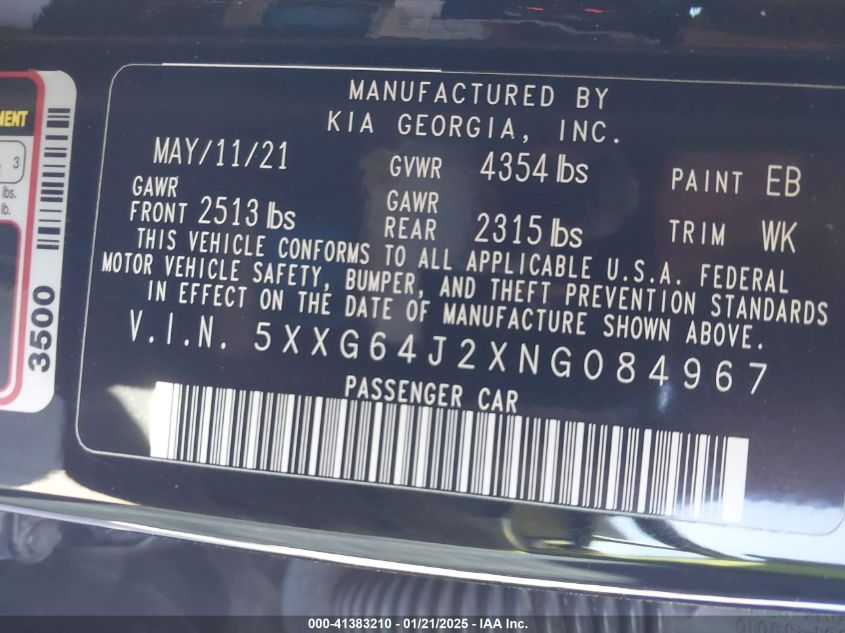 MANUFACTURED BY
KIA GEORGIA, INC.
MAY/11/21 GVWR 4354 lbs PAINT EB
GAWR FRONT 2513 lbs GAWR REAR 2315 lbs TRIM WK
THIS VEHICLE CONFORMS TO ALL APPLICABLE U.S.A. FEDERAL
MOTOR VEHICLE SAFETY, BUMPER, AND THEFT PREVENTION STANDARDS
IN EFFECT ON THE DATE OF MANUFACTURE SHOWN ABOVE.
V.I.N. 5XXG64J2XNG084967
PASSENGER CAR
3
lbs.
lb.
3500
000-41383210 | 01/21/2025 | IAA Inc.